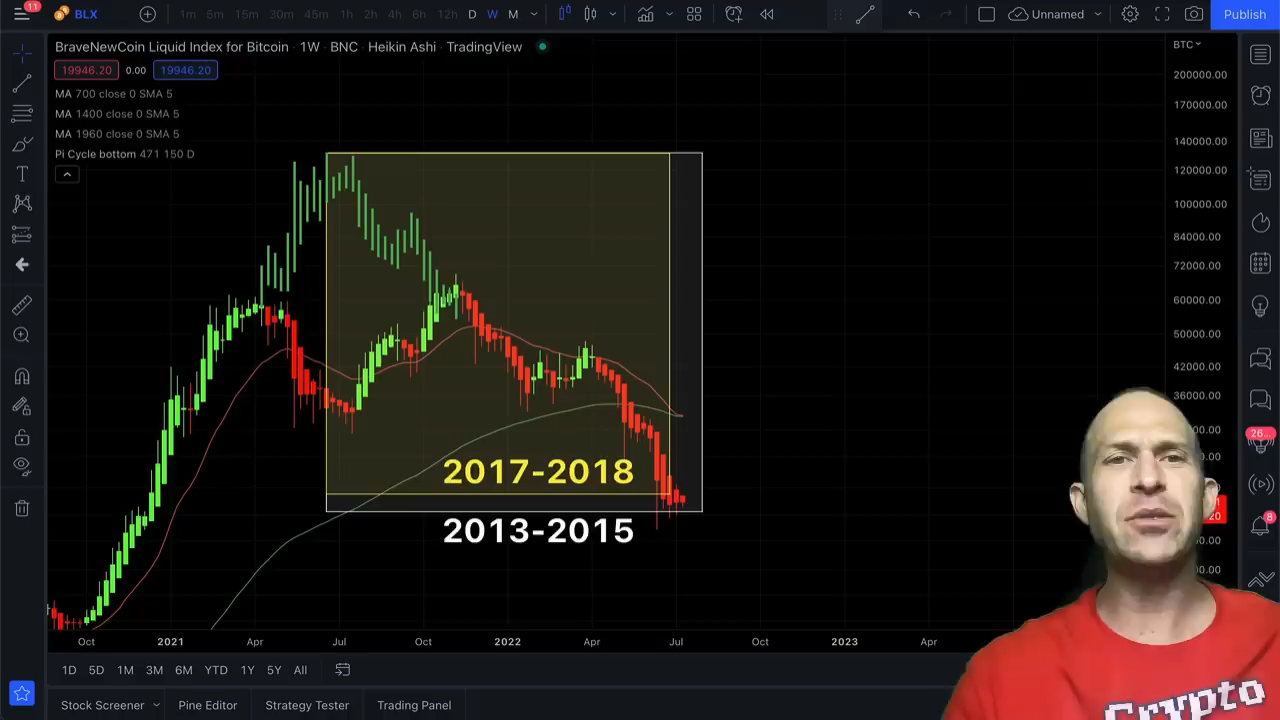 11 BLX 1m 5m 15m 30m 45m 1h 2h 4h 6h 12h D W M Unnamed Publish
BraveNewCoin Liquid Index for Bitcoin · 1W · BNC · Heikin Ashi · TradingView
BTC
19946.20 0.00 19946.20
MA 700 close 0 SMA 5
MA 1400 close 0 SMA 5
MA 1960 close 0 SMA 5
Pi Cycle bottom 471 150 D
200000.00
170000.00
140000.00
120000.00
100000.00
84000.00
72000.00
60000.00
50000.00
42000.00
36000.00
26...
8
2017-2018
2013-2015
Oct 2021 Apr Jul Oct 2022 Apr Jul Oct 2023 Apr
1D 5D 1M 3M 6M YTD 1Y 5Y All
Stock Screener Pine Editor Strategy Tester Trading Panel
Crypto